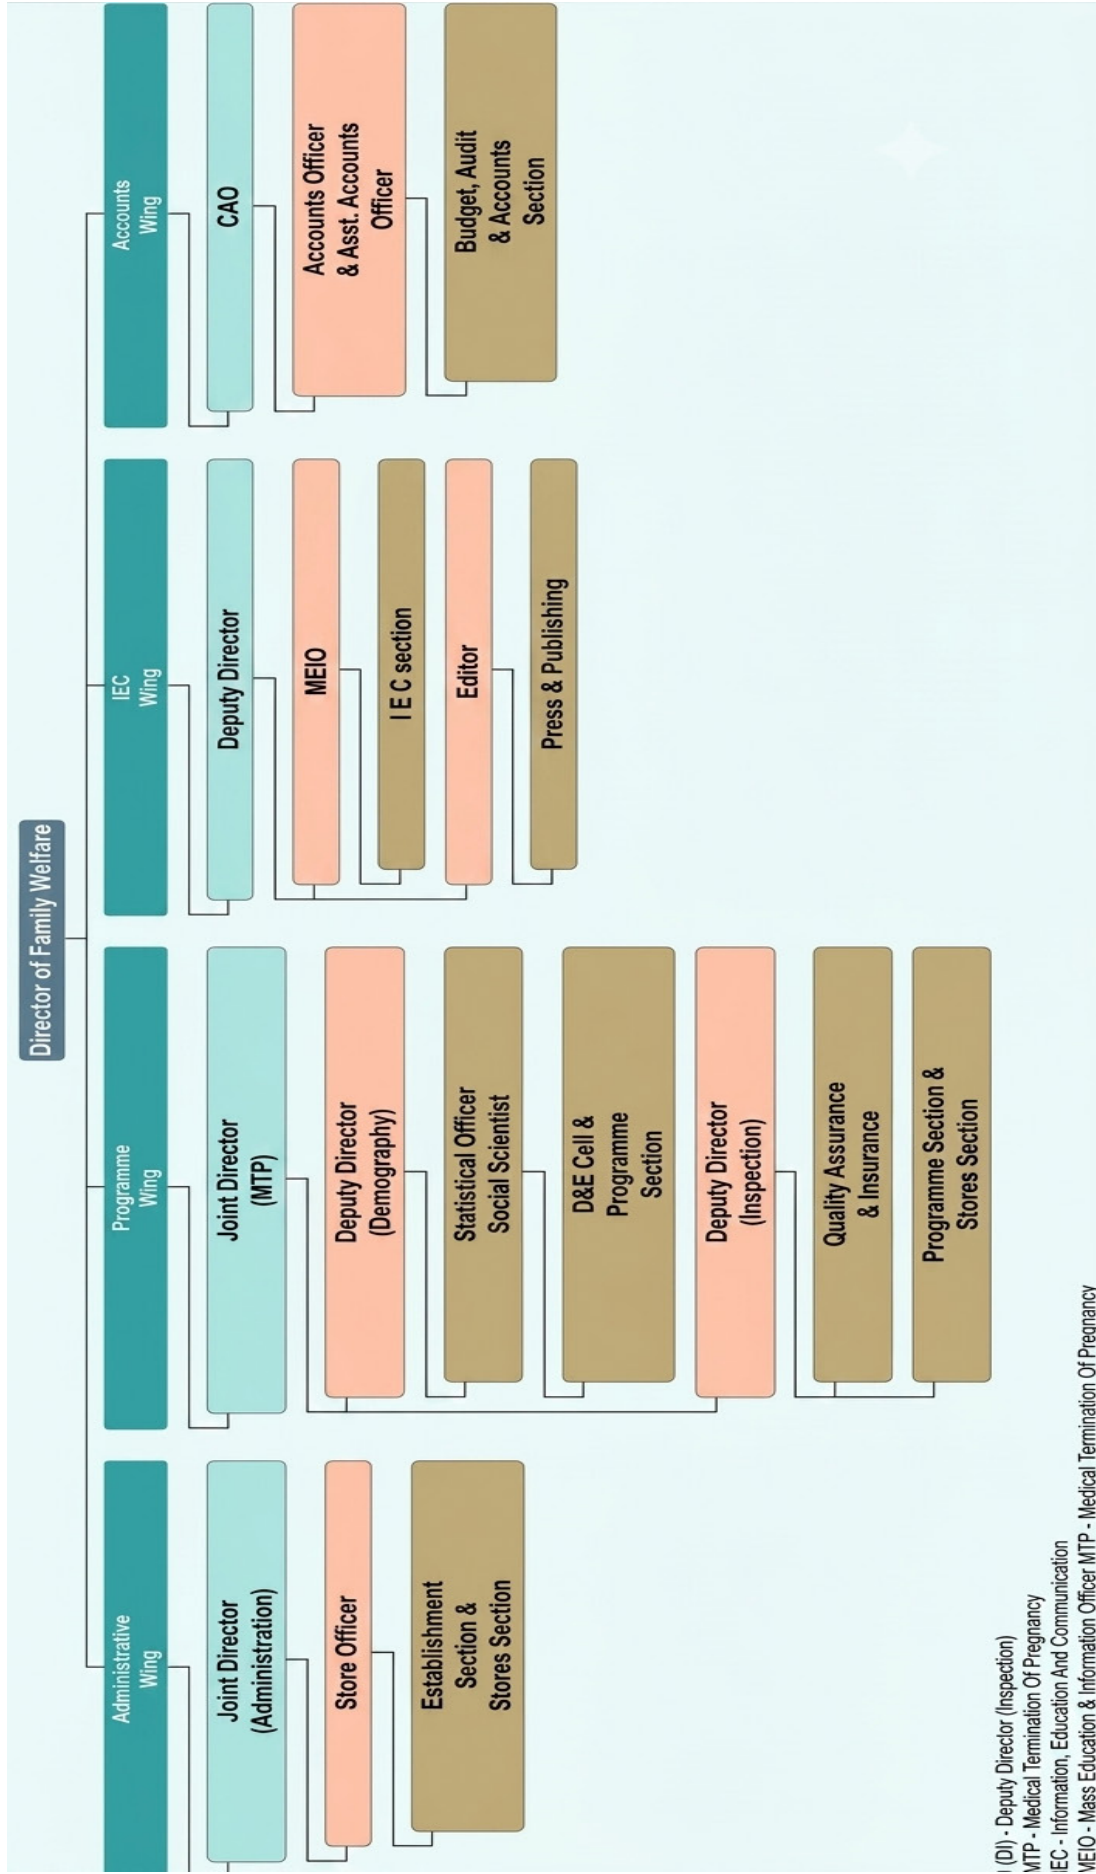 Director of Family Welfare
Administrative
Wing
Joint Director
(Administration)
Store Officer
Establishment
Section &
Stores Section
Programme
Wing
Joint Director
(MTP)
Deputy Director
(Demography)
Statistical Officer
Social Scientist
D&E Cell &
Programme
Section
Deputy Director
(Inspection)
Quality Assurance
& Insurance
Programme Section &
Stores Section
IEC
Wing
Deputy Director
MEIO
I E C section
Editor
Press & Publishing
Accounts
Wing
CAO
Accounts Officer
& Asst. Accounts
Officer
Budget, Audit
& Accounts
Section
(DI) - Deputy Director (Inspection)
MTP - Medical Termination Of Pregnancy
IEC - Information, Education And Communication
MEIO - Mass Education & Information Officer MTP - Medical Termination Of Pregnancy